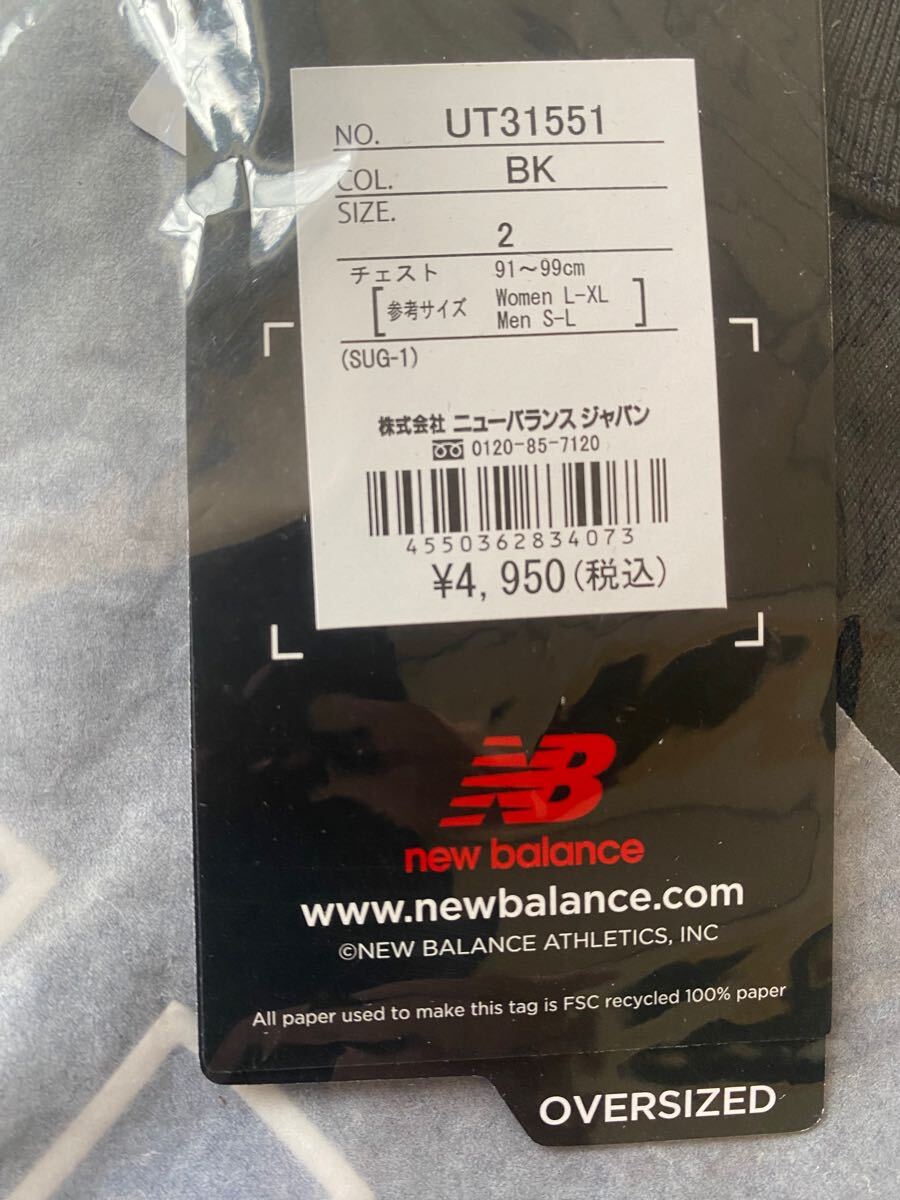 NO. UT31551
COL. BK
SIZE.
2
チェスト 91～99cm
[参考サイズ Women L-XL
Men S-L]
(SUG-1)
株式会社 ニューバランス ジャパン
0120-85-7120
4550362834073
¥4,950(税込)
NB
new balance
www.newbalance.com
©NEW BALANCE ATHLETICS, INC
All paper used to make this tag is FSC recycled 100% paper
OVERSIZED